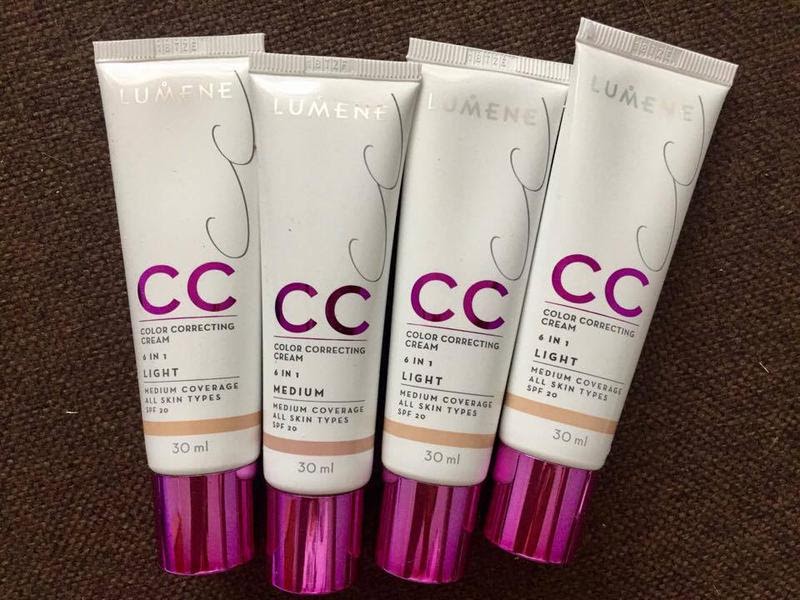 18TZE
LUMENE
CC
COLOR CORRECTING
CREAM
6 IN 1
LIGHT
MEDIUM COVERAGE
ALL SKIN TYPES
SPF 20
30 ml
LUMENE
CC
COLOR CORRECTING
CREAM
6 IN 1
MEDIUM
MEDIUM COVERAGE
ALL SKIN TYPES
SPF 20
30 ml
18TZE
LUMENE
CC
COLOR CORRECTING
CREAM
6 IN 1
LIGHT
MEDIUM COVERAGE
ALL SKIN TYPES
SPF 20
30 ml
18TZE
LUMENE
CC
COLOR CORRECTING
CREAM
6 IN 1
LIGHT
MEDIUM COVERAGE
ALL SKIN TYPES
SPF 20
30 ml